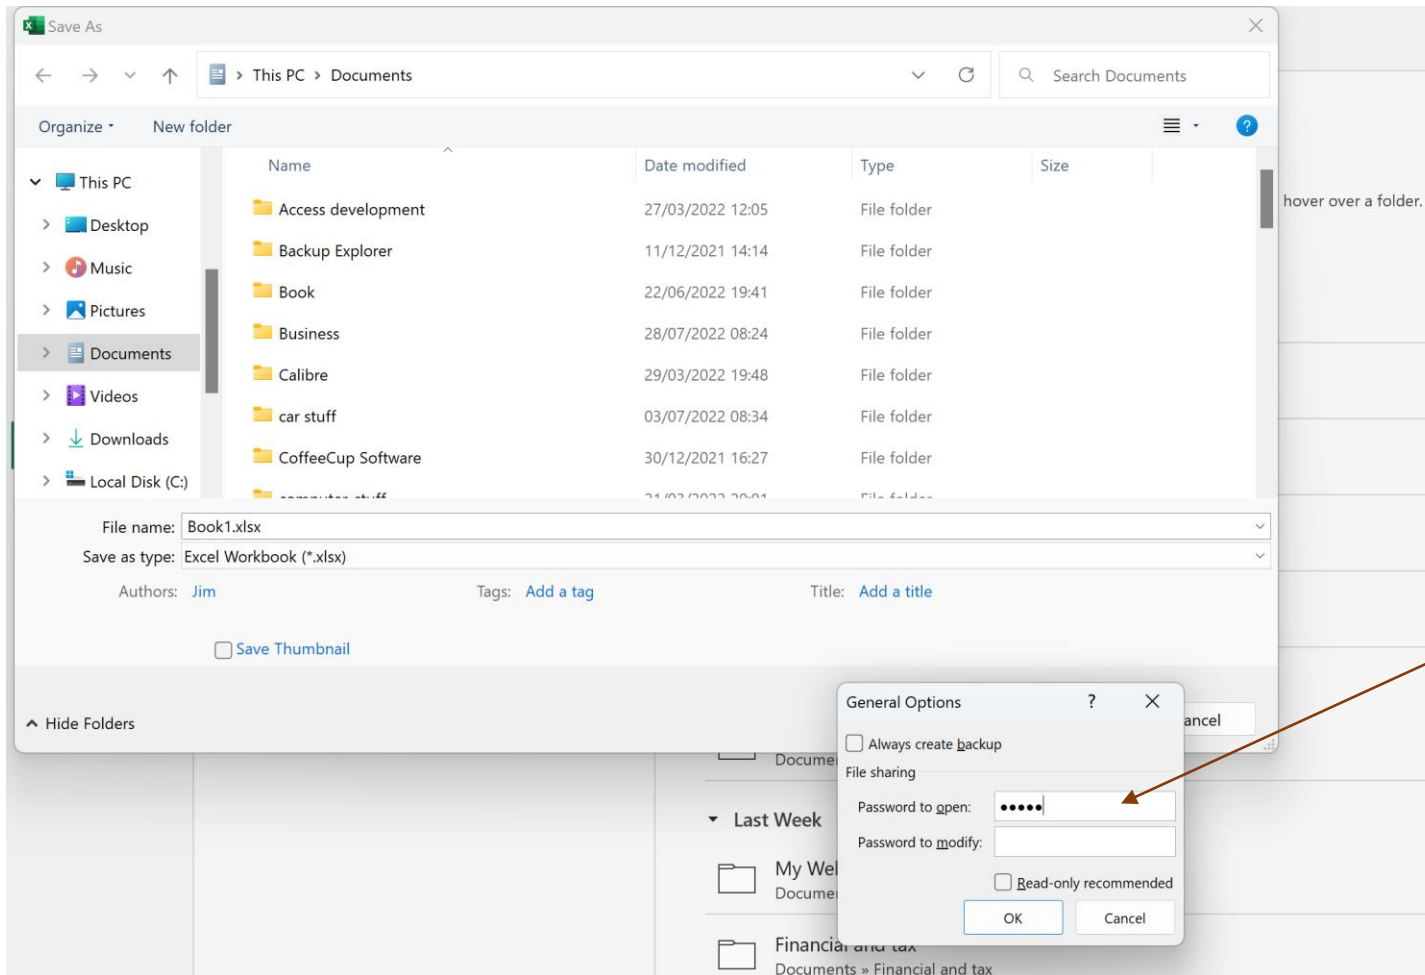 Save As
This PC > Documents
Search Documents
Organize
New folder
hover over a folder.
Name Date modified Type Size
This PC
Desktop
Music
Pictures
Documents
Videos
Downloads
Local Disk (C:)
Access development 27/03/2022 12:05 File folder
Backup Explorer 11/12/2021 14:14 File folder
Book 22/06/2022 19:41 File folder
Business 28/07/2022 08:24 File folder
Calibre 29/03/2022 19:48 File folder
car stuff 03/07/2022 08:34 File folder
CoffeeCup Software 30/12/2021 16:27 File folder
File name: Book1.xlsx
Save as type: Excel Workbook (*.xlsx)
Authors: Jim Tags: Add a tag Title: Add a title
Save Thumbnail
Hide Folders
ancel
General Options ?
Always create backup
File sharing
Password to open: •••••
Password to modify:
Read-only recommended
OK Cancel
Docume
Last Week
My Wel
Docume
Financial and tax
Documents » Financial and tax